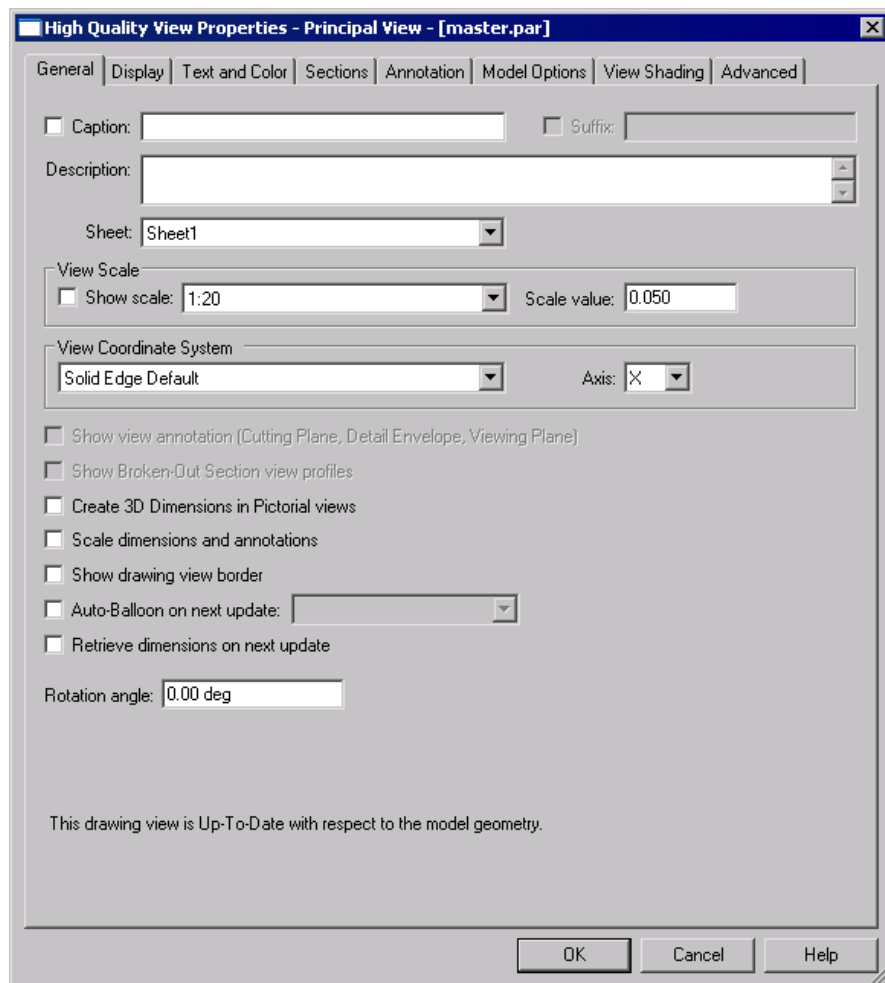 High Quality View Properties - Principal View - [master.par]
General Display Text and Color Sections Annotation Model Options View Shading Advanced
Caption: Suffix:
Description:
Sheet: Sheet1
View Scale
Show scale: 1:20 Scale value: 0.050
View Coordinate System
Solid Edge Default Axis: X
Show view annotation (Cutting Plane, Detail Envelope, Viewing Plane)
Show Broken-Out Section view profiles
Create 3D Dimensions in Pictorial views
Scale dimensions and annotations
Show drawing view border
Auto-Balloon on next update:
Retrieve dimensions on next update
Rotation angle: 0.00 deg
This drawing view is Up-To-Date with respect to the model geometry.
OK Cancel Help